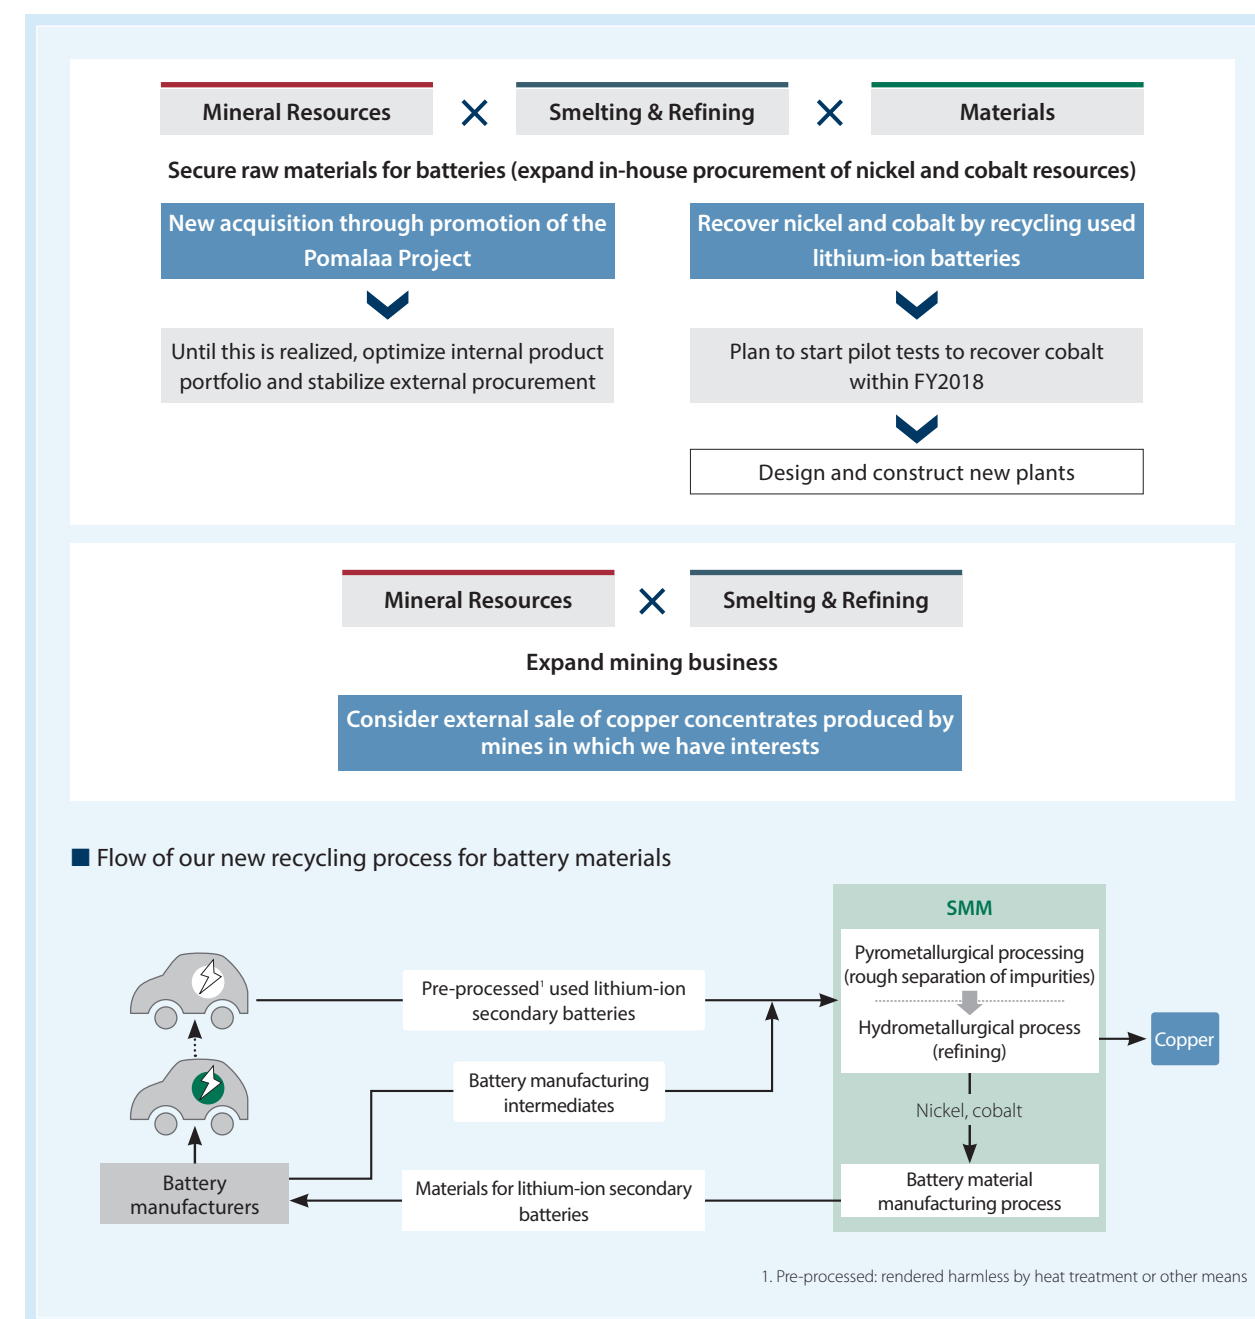 Mineral Resources × Smelting & Refining × Materials
Secure raw materials for batteries (expand in-house procurement of nickel and cobalt resources)
New acquisition through promotion of the
Pomalaa Project
Until this is realized, optimize internal product
portfolio and stabilize external procurement
Recover nickel and cobalt by recycling used
lithium-ion batteries
Plan to start pilot tests to recover cobalt
within FY2018
Design and construct new plants
Mineral Resources × Smelting & Refining
Expand mining business
Consider external sale of copper concentrates produced by
mines in which we have interests
■ Flow of our new recycling process for battery materials
Pre-processed¹ used lithium-ion
secondary batteries
Battery manufacturing
intermediates
Battery
manufacturers
Materials for lithium-ion secondary
batteries
SMM
Pyrometallurgical processing
(rough separation of impurities)
Hydrometallurgical process
(refining)
Copper
Nickel, cobalt
Battery material
manufacturing process
1. Pre-processed: rendered harmless by heat treatment or other means